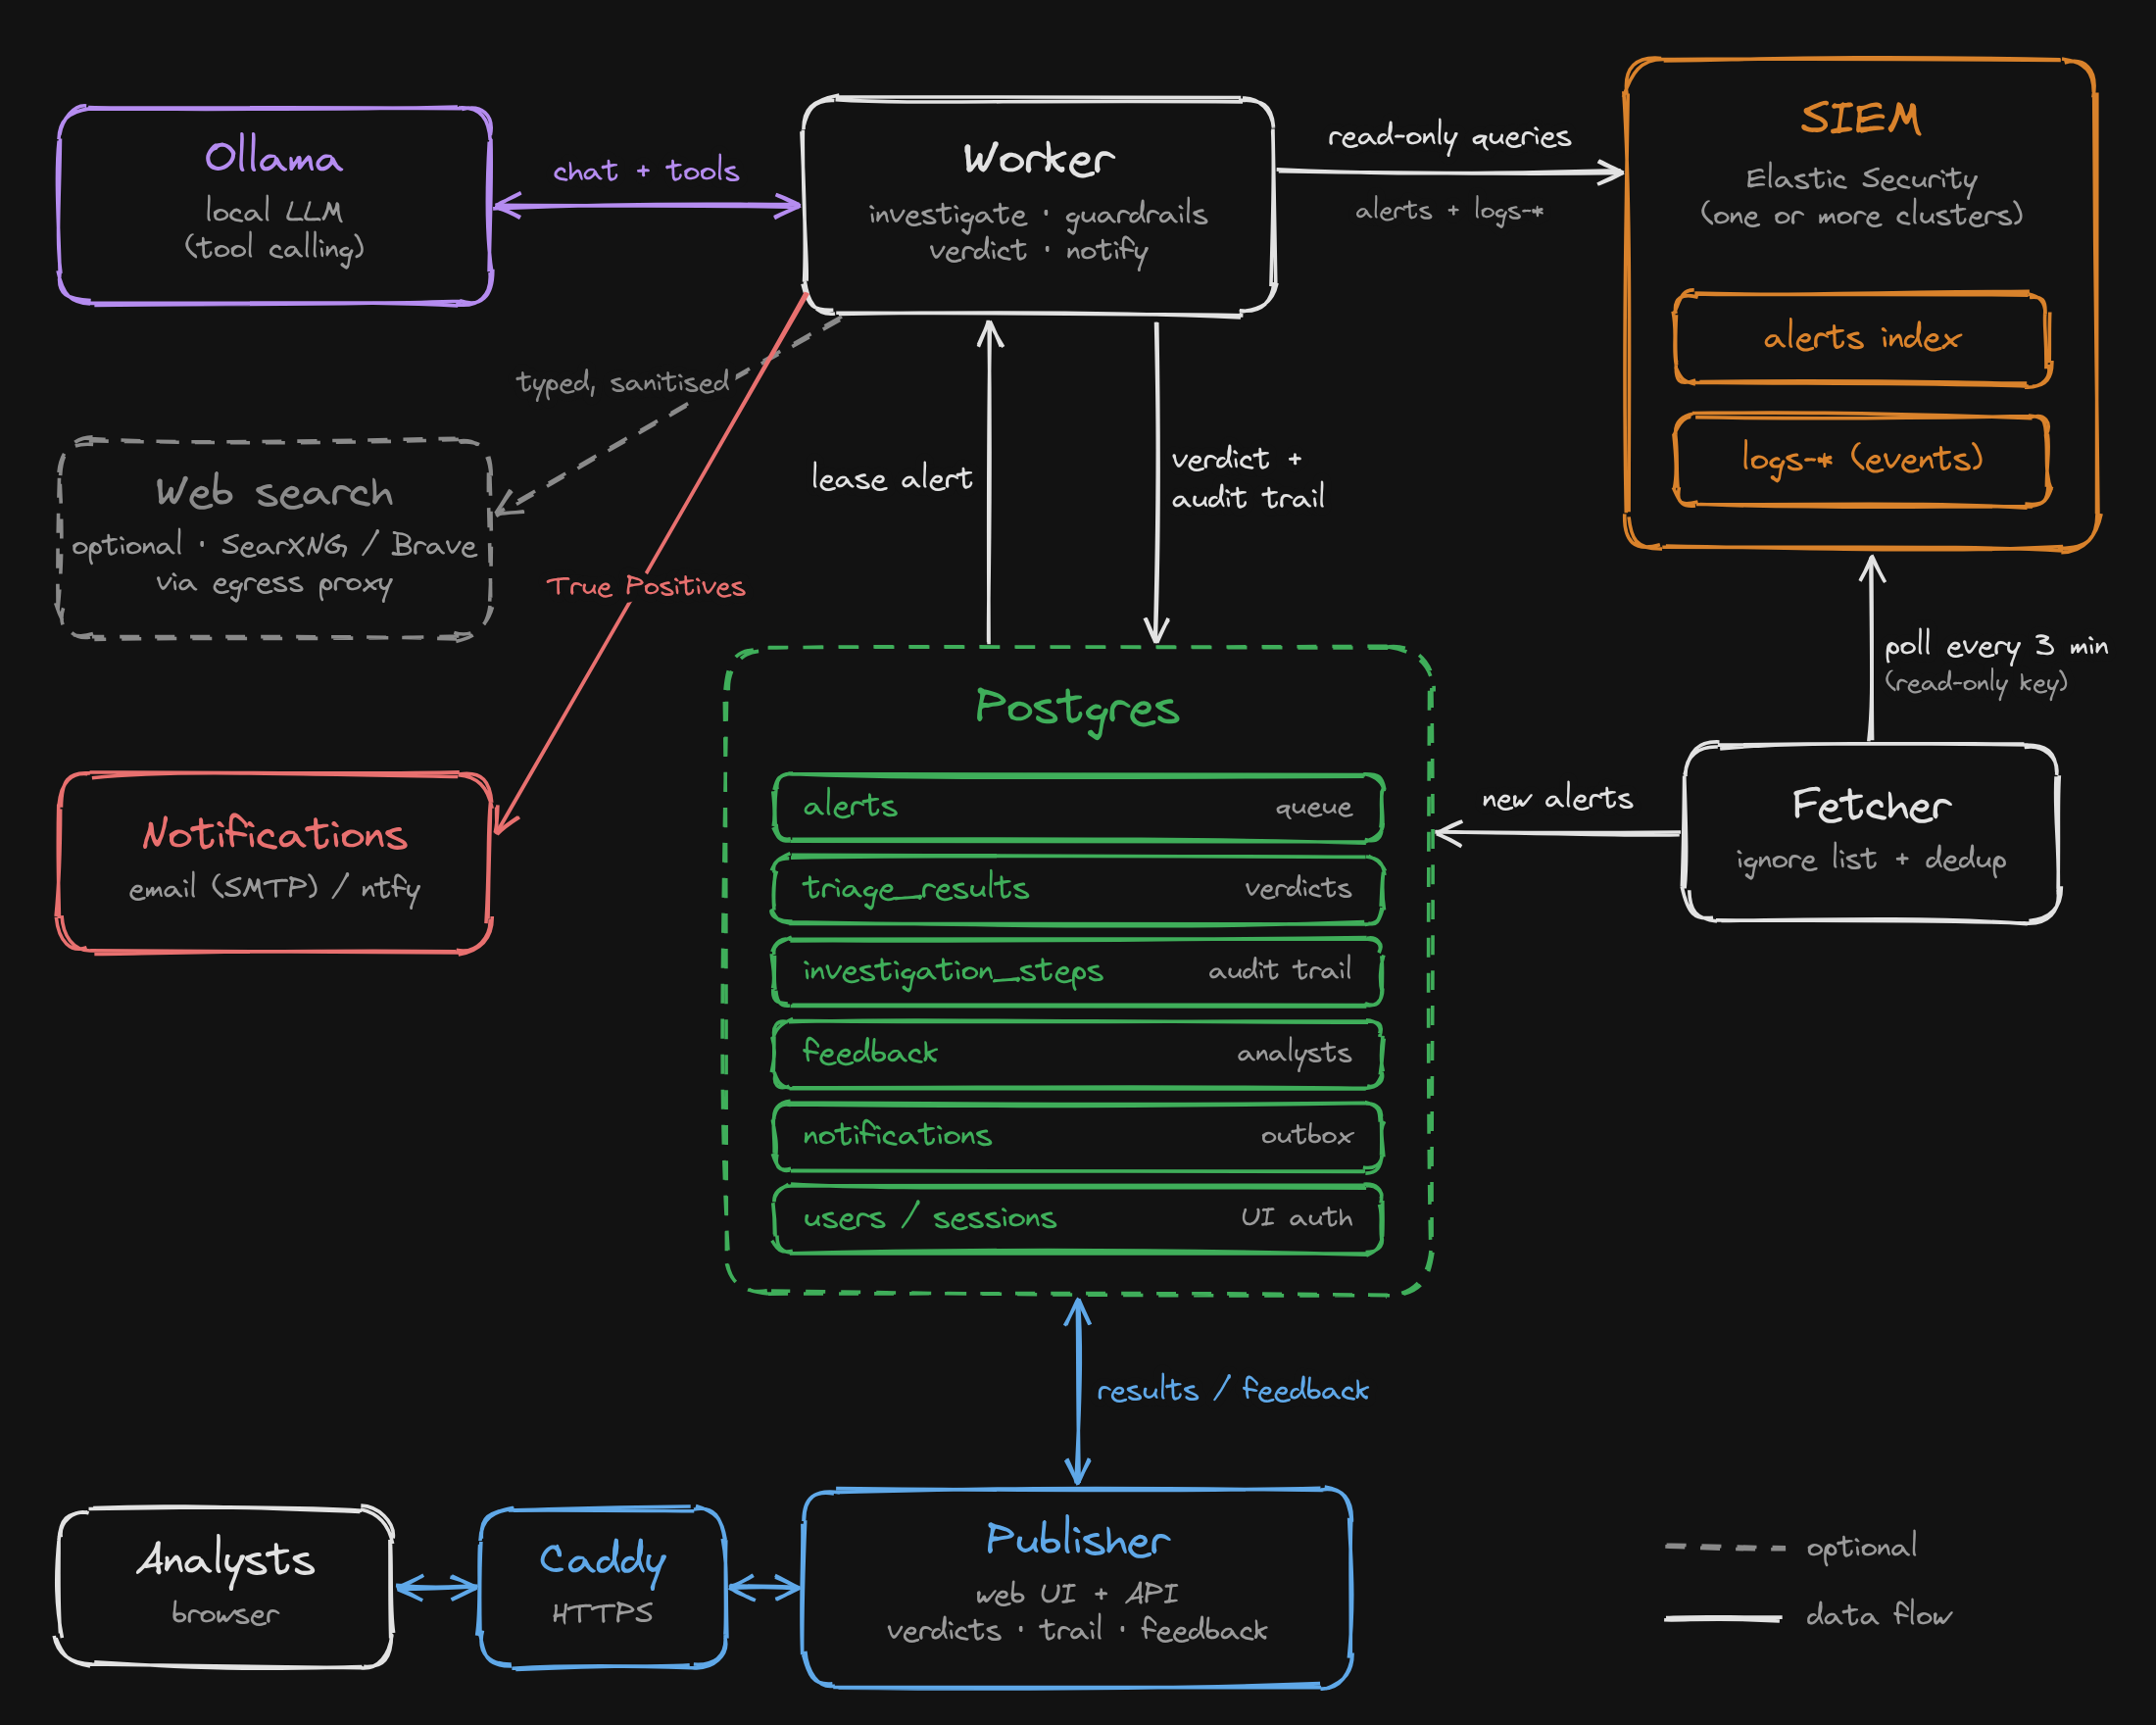 Ollama
local LLM
(tool calling)
chat + tools
Worker
investigate · guardrails
verdict · notify
read-only queries
alerts + logs-*
SIEM
Elastic Security
(one or more clusters)
alerts index
logs-* (events)
typed, sanitised
Web search
optional · SearXNG / Brave
via egress proxy
True Positives
lease alert
verdict +
audit trail
poll every 3 min
(read-only key)
Notifications
email (SMTP) / ntfy
Postgres
alerts queue
triage_results verdicts
investigation_steps audit trail
feedback analysts
notifications outbox
users / sessions UI auth
new alerts
Fetcher
ignore list + dedup
results / feedback
Analysts
browser
Caddy
HTTPS
Publisher
web UI + API
verdicts · trail · feedback
optional
data flow